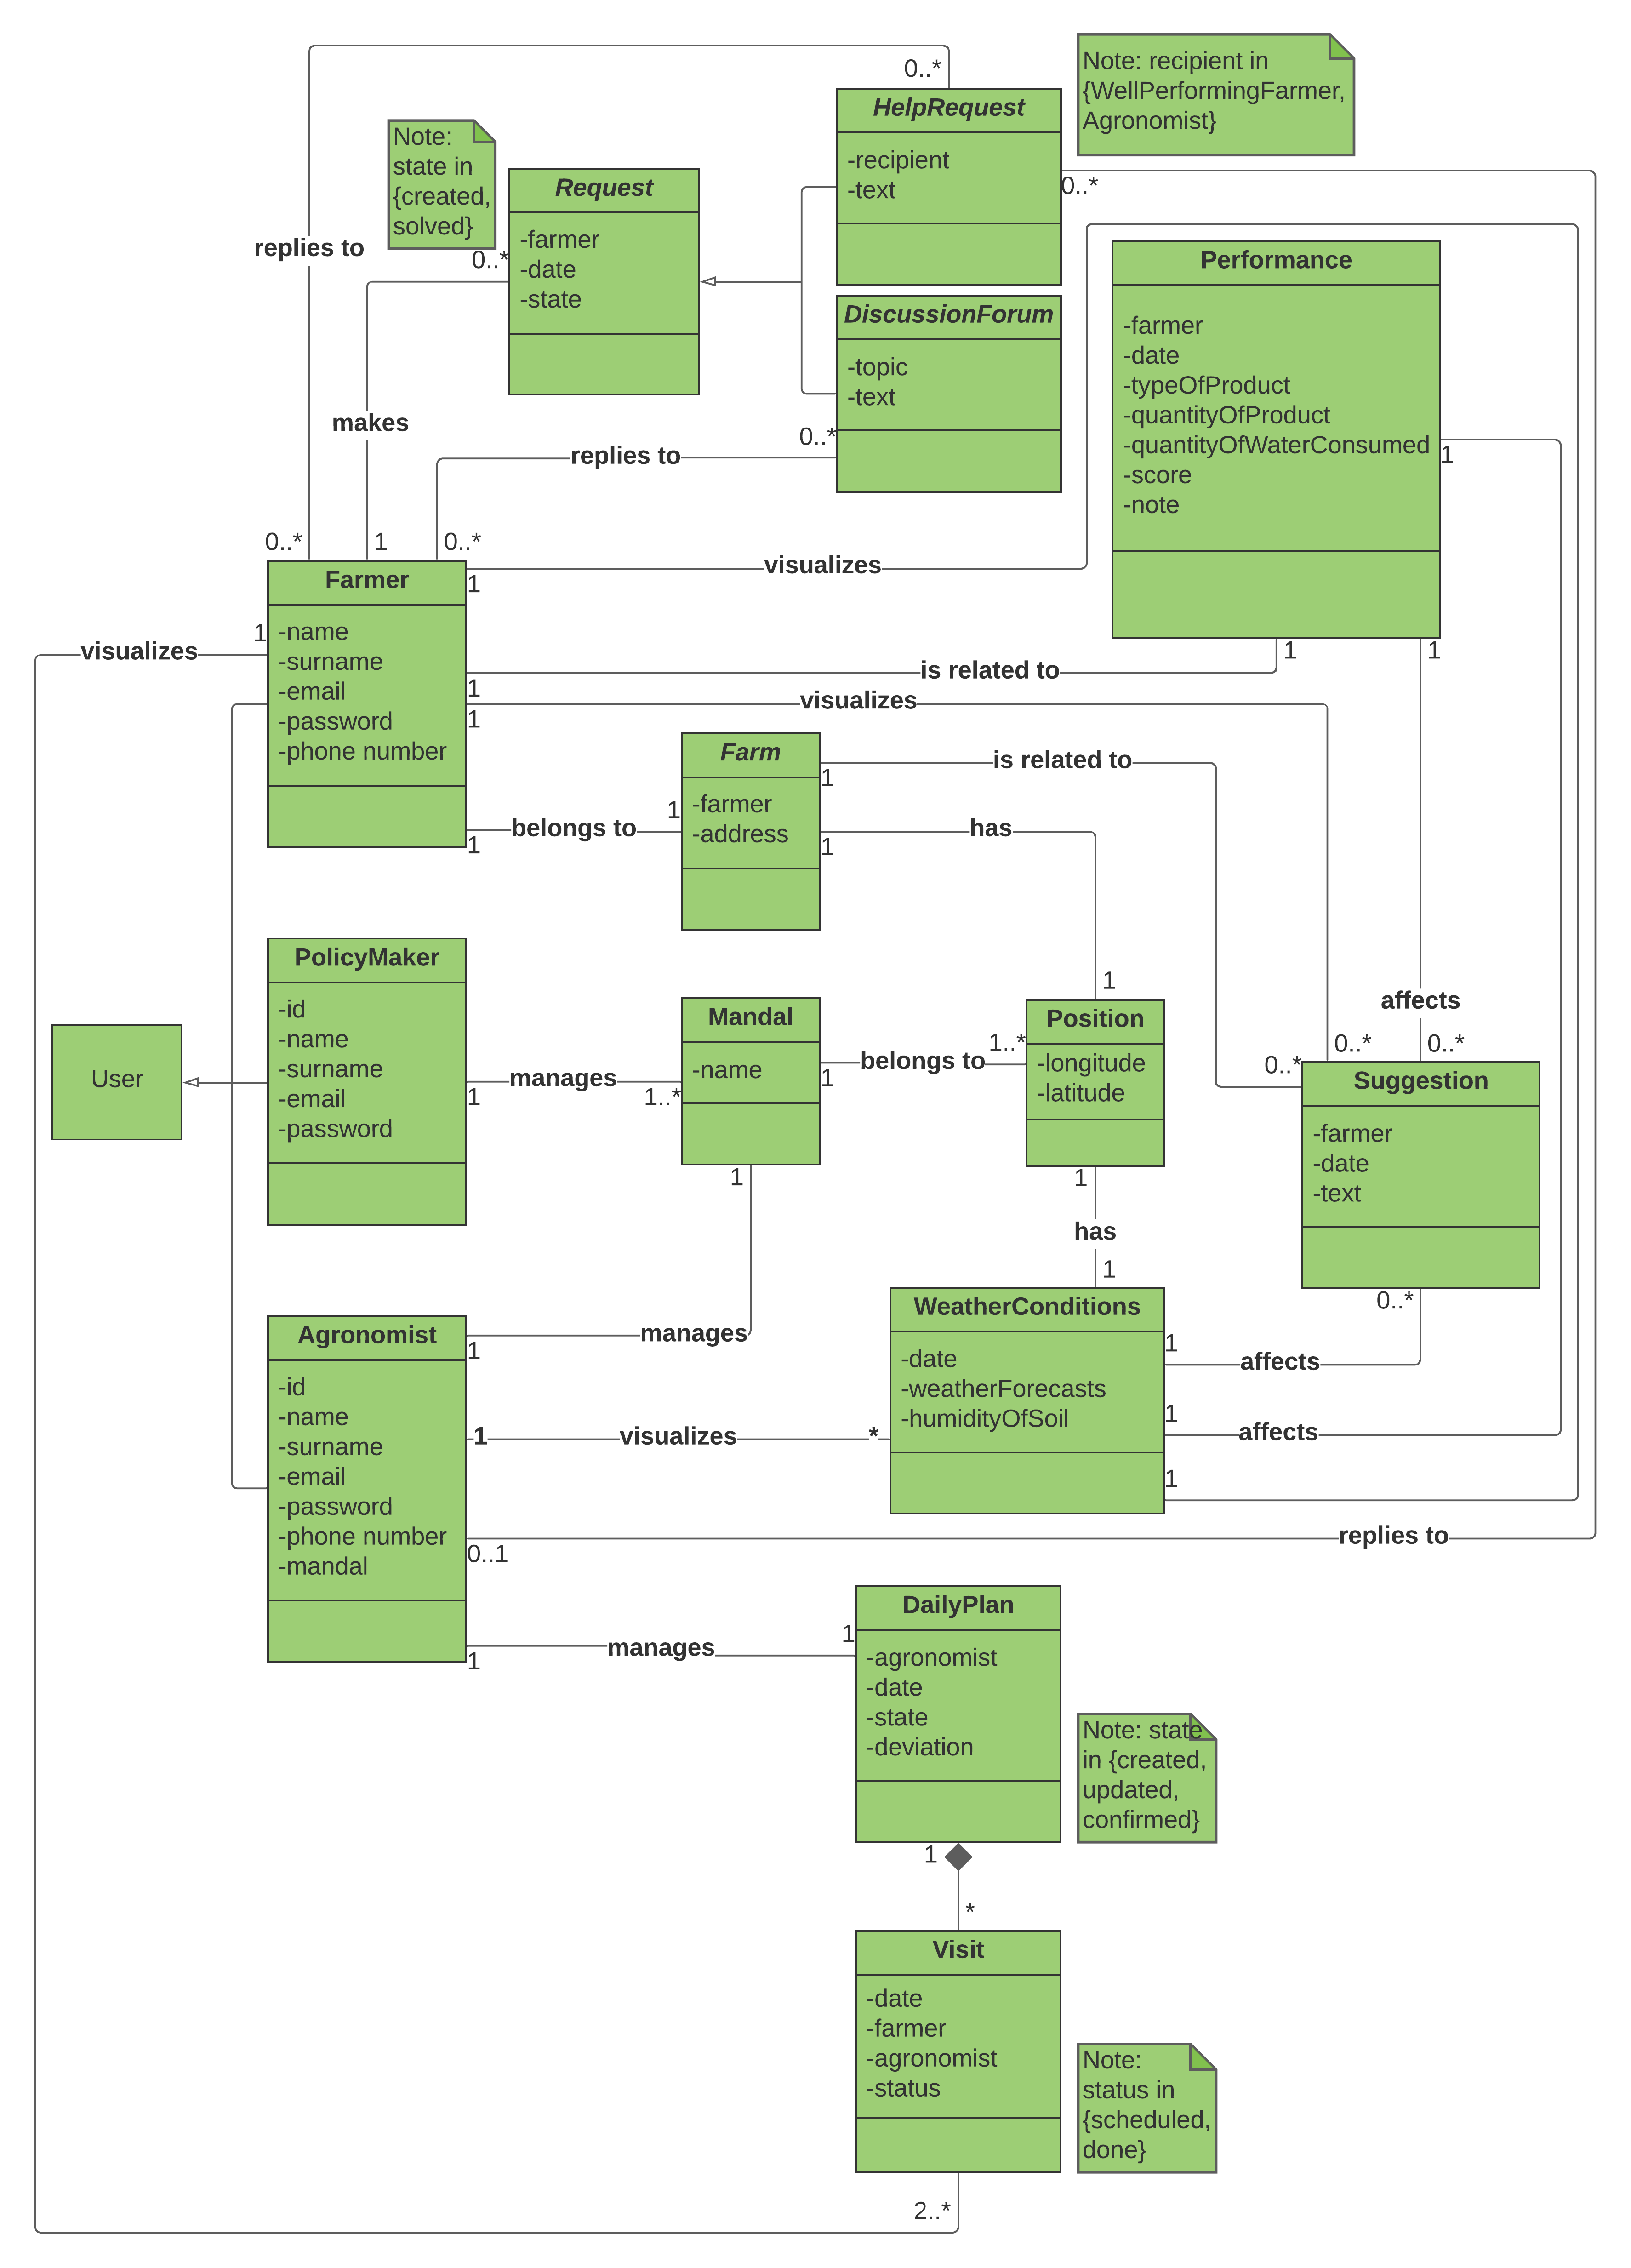 0..*
HelpRequest
-recipient
-text
0..*
Note: recipient in
{WellPerformingFarmer,
Agronomist}
Note:
state in
{created,
solved}
Request
-farmer
-date
-state
0..*
replies to
makes
DiscussionForum
-topic
-text
0..*
replies to
Performance
-farmer
-date
-typeOfProduct
-quantityOfProduct
-quantityOfWaterConsumed
-score
-note
1
1
1
0..*
1
0..*
Farmer
-name
-surname
-email
-password
-phone number
1
1
1
1
1
visualizes
visualizes
is related to
visualizes
belongs to
1
Farm
-farmer
-address
1
1
is related to
has
1
affects
PolicyMaker
-id
-name
-surname
-email
-password
1
User
manages
1..*
Mandal
-name
1
1
belongs to
1..*
Position
-longitude
-latitude
1
has
1
0..*
0..*
0..*
Suggestion
-farmer
-date
-text
0..*
Agronomist
-id
-name
-surname
-email
-password
-phone number
-mandal
1
1
0..1
1
manages
visualizes
*
WeatherConditions
-date
-weatherForecasts
-humidityOfSoil
1
1
1
affects
affects
replies to
manages
1
DailyPlan
-agronomist
-date
-state
-deviation
Note: state
in {created,
updated,
confirmed}
1
*
Visit
-date
-farmer
-agronomist
-status
Note:
status in
{scheduled,
done}
2..*